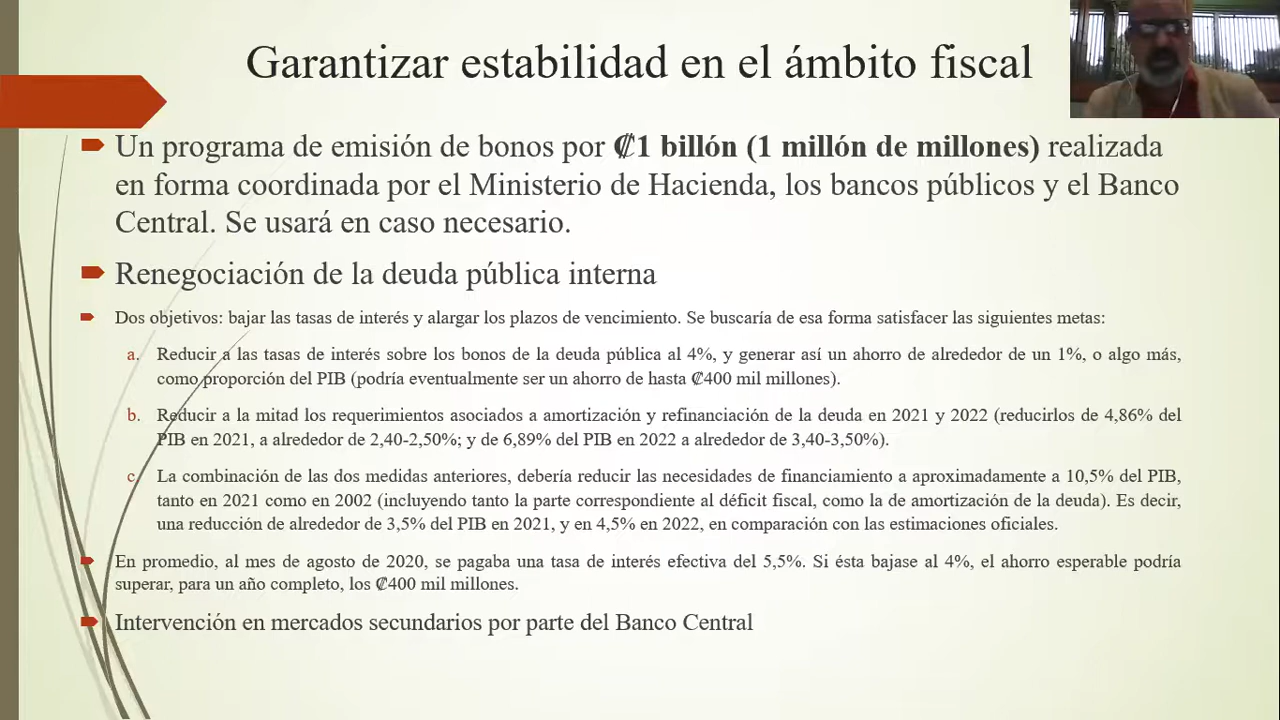 Garantizar estabilidad en el ámbito fiscal
Un programa de emisión de bonos por ₡1 billón (1 millón de millones) realizada
en forma coordinada por el Ministerio de Hacienda, los bancos públicos y el Banco
Central. Se usará en caso necesario.
Renegociación de la deuda pública interna
Dos objetivos: bajar las tasas de interés y alargar los plazos de vencimiento. Se buscaría de esa forma satisfacer las siguientes metas:
a. Reducir a las tasas de interés sobre los bonos de la deuda pública al 4%, y generar así un ahorro de alrededor de un 1%, o algo más,
como proporción del PIB (podría eventualmente ser un ahorro de hasta ₡400 mil millones).
b. Reducir a la mitad los requerimientos asociados a amortización y refinanciación de la deuda en 2021 y 2022 (reducirlos de 4,86% del
PIB en 2021, a alrededor de 2,40-2,50%; y de 6,89% del PIB en 2022 a alrededor de 3,40-3,50%).
c. La combinación de las dos medidas anteriores, debería reducir las necesidades de financiamiento a aproximadamente a 10,5% del PIB,
tanto en 2021 como en 2002 (incluyendo tanto la parte correspondiente al déficit fiscal, como la de amortización de la deuda). Es decir,
una reducción de alrededor de 3,5% del PIB en 2021, y en 4,5% en 2022, en comparación con las estimaciones oficiales.
En promedio, al mes de agosto de 2020, se pagaba una tasa de interés efectiva del 5,5%. Si ésta bajase al 4%, el ahorro esperable podría
superar, para un año completo, los ₡400 mil millones.
Intervención en mercados secundarios por parte del Banco Central